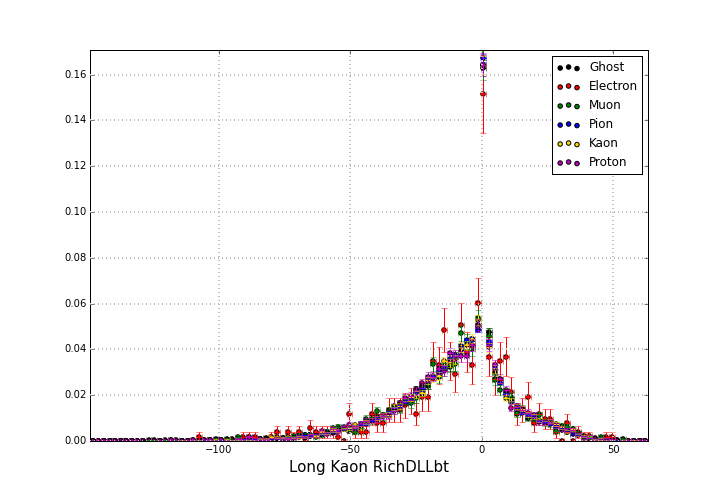 0.16
0.14
0.12
0.10
0.08
0.06
0.04
0.02
0.00
Ghost
Electron
Muon
Pion
Kaon
Proton
−100 −50 0 50
Long Kaon RichDLLbt